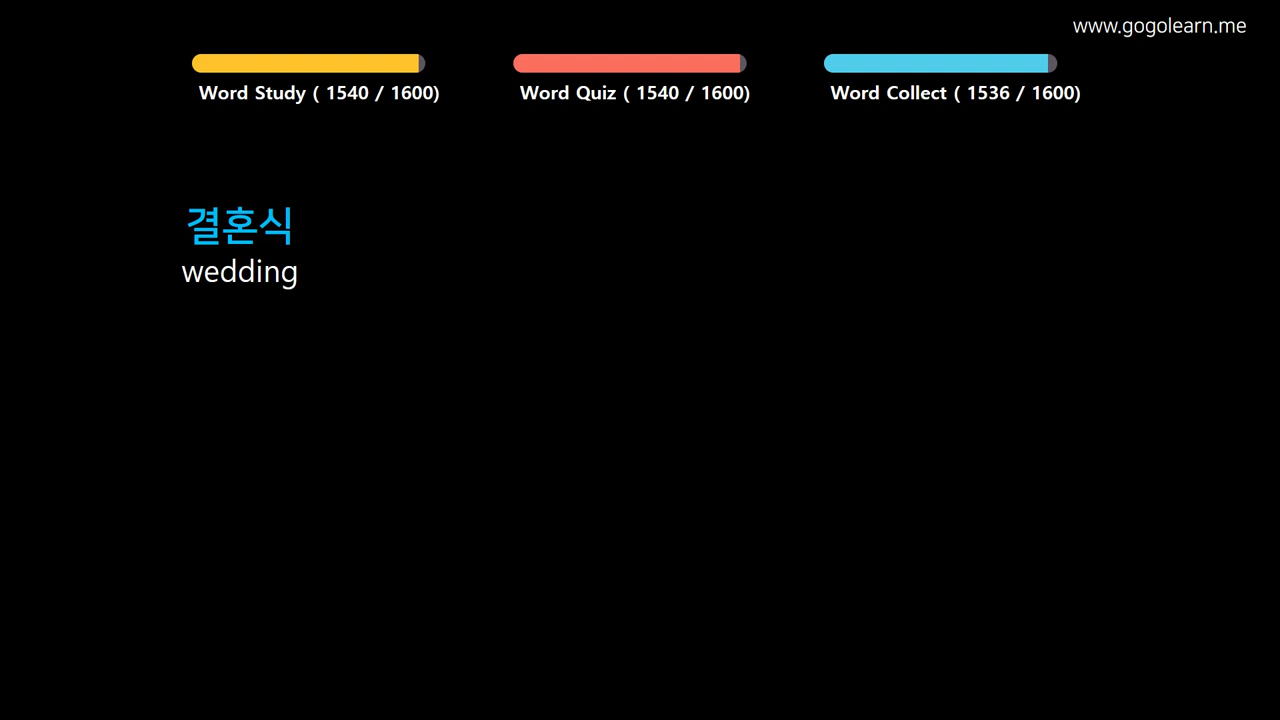 www.gogolearn.me
Word Study ( 1540 / 1600)
Word Quiz ( 1540 / 1600)
Word Collect ( 1536 / 1600)
결혼식
wedding